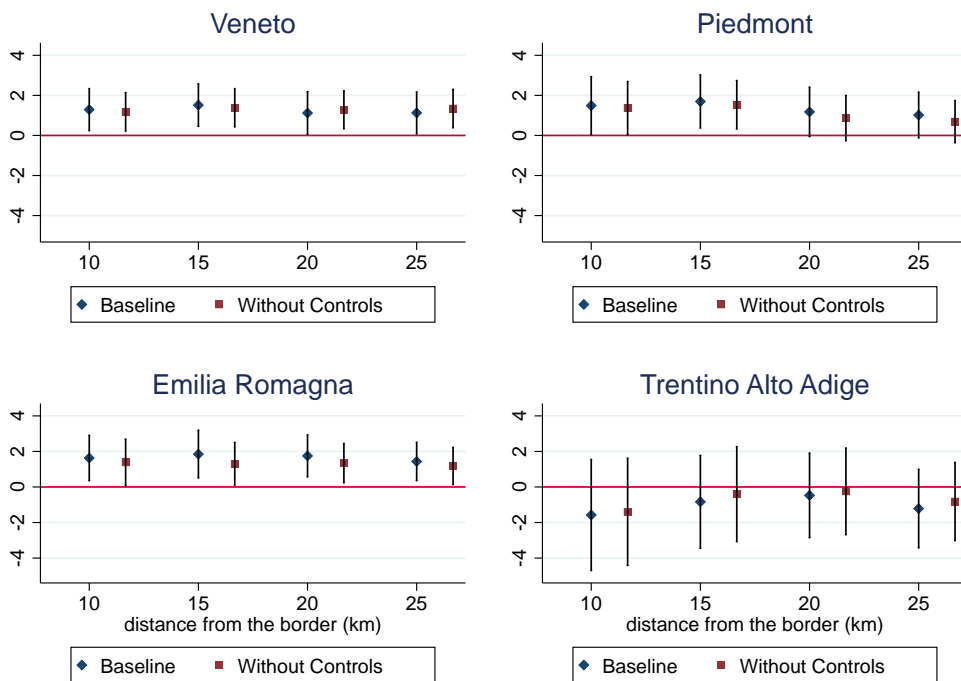 Veneto
4
2
0
-2
-4
10 15 20 25
Baseline Without Controls
Piedmont
4
2
0
-2
-4
10 15 20 25
Baseline Without Controls
Emilia Romagna
4
2
0
-2
-4
10 15 20 25
distance from the border (km)
Baseline Without Controls
Trentino Alto Adige
4
2
0
-2
-4
10 15 20 25
distance from the border (km)
Baseline Without Controls